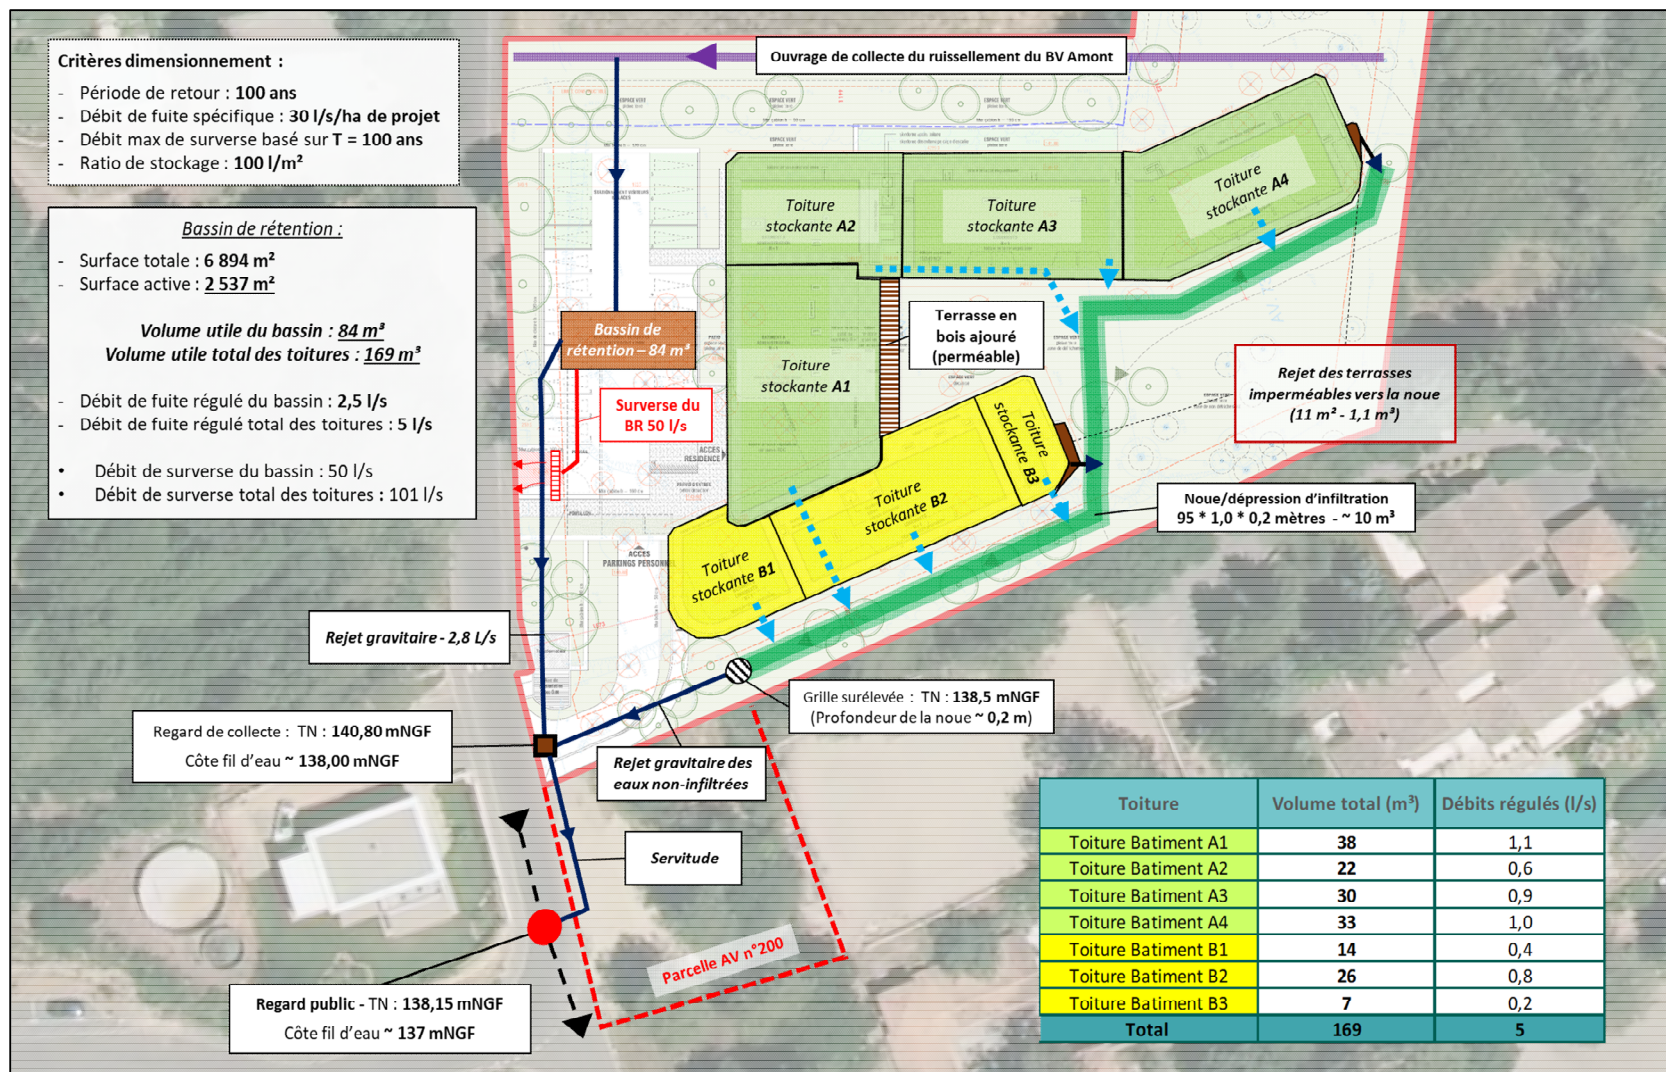 Critères dimensionnement :
- Période de retour : 100 ans
- Débit de fuite spécifique : 30 l/s/ha de projet
- Débit max de surverse basé sur T = 100 ans
- Ratio de stockage : 100 l/m²
Bassin de rétention :
- Surface totale : 6 894 m²
- Surface active : 2 537 m²
Volume utile du bassin : 84 m³
Volume utile total des toitures : 169 m³
- Débit de fuite régulé du bassin : 2,5 l/s
- Débit de fuite régulé total des toitures : 5 l/s
• Débit de surverse du bassin : 50 l/s
• Débit de surverse total des toitures : 101 l/s
Ouvrage de collecte du ruissellement du BV Amont
ESPACE VERT
ESPACE VERT
ESPACE VERT
ESPACE VERT
Toiture
stockante A2
Toiture
stockante A3
Toiture
stockante A4
Bassin de
rétention – 84 m³
Toiture
stockante A1
Terrasse en
bois ajouré
(perméable)
Surverse du
BR 50 l/s
ACCES
RESIDENCE
Toiture
stockante B3
Toiture
stockante B2
Toiture
stockante B1
Rejet des terrasses
imperméables vers la noue
(11 m² - 1,1 m³)
Noue/dépression d'infiltration
95 * 1,0 * 0,2 mètres - ~ 10 m³
ACCES
PARKINGS PERSONNEL
Rejet gravitaire - 2,8 L/s
Grille surélevée : TN : 138,5 mNGF
(Profondeur de la noue ~ 0,2 m)
Regard de collecte : TN : 140,80 mNGF
Côte fil d'eau ~ 138,00 mNGF
Rejet gravitaire des
eaux non-infiltrées
Servitude
Parcelle AV n°200
Regard public - TN : 138,15 mNGF
Côte fil d'eau ~ 137 mNGF
Toiture Volume total (m³) Débits régulés (l/s)
Toiture Batiment A1 38 1,1
Toiture Batiment A2 22 0,6
Toiture Batiment A3 30 0,9
Toiture Batiment A4 33 1,0
Toiture Batiment B1 14 0,4
Toiture Batiment B2 26 0,8
Toiture Batiment B3 7 0,2
Total 169 5